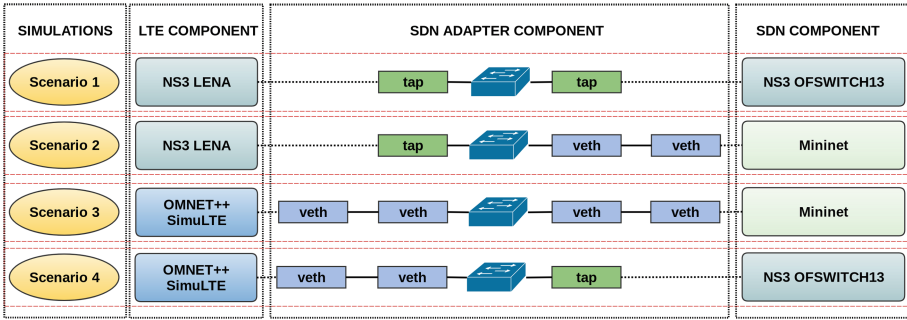 SIMULATIONS LTE COMPONENT SDN ADAPTER COMPONENT SDN COMPONENT
Scenario 1 NS3 LENA tap tap NS3 OFSWITCH13
Scenario 2 NS3 LENA tap veth veth Mininet
Scenario 3 OMNET++ veth veth veth veth Mininet
SimuLTE
Scenario 4 OMNET++ veth veth tap NS3 OFSWITCH13
SimuLTE